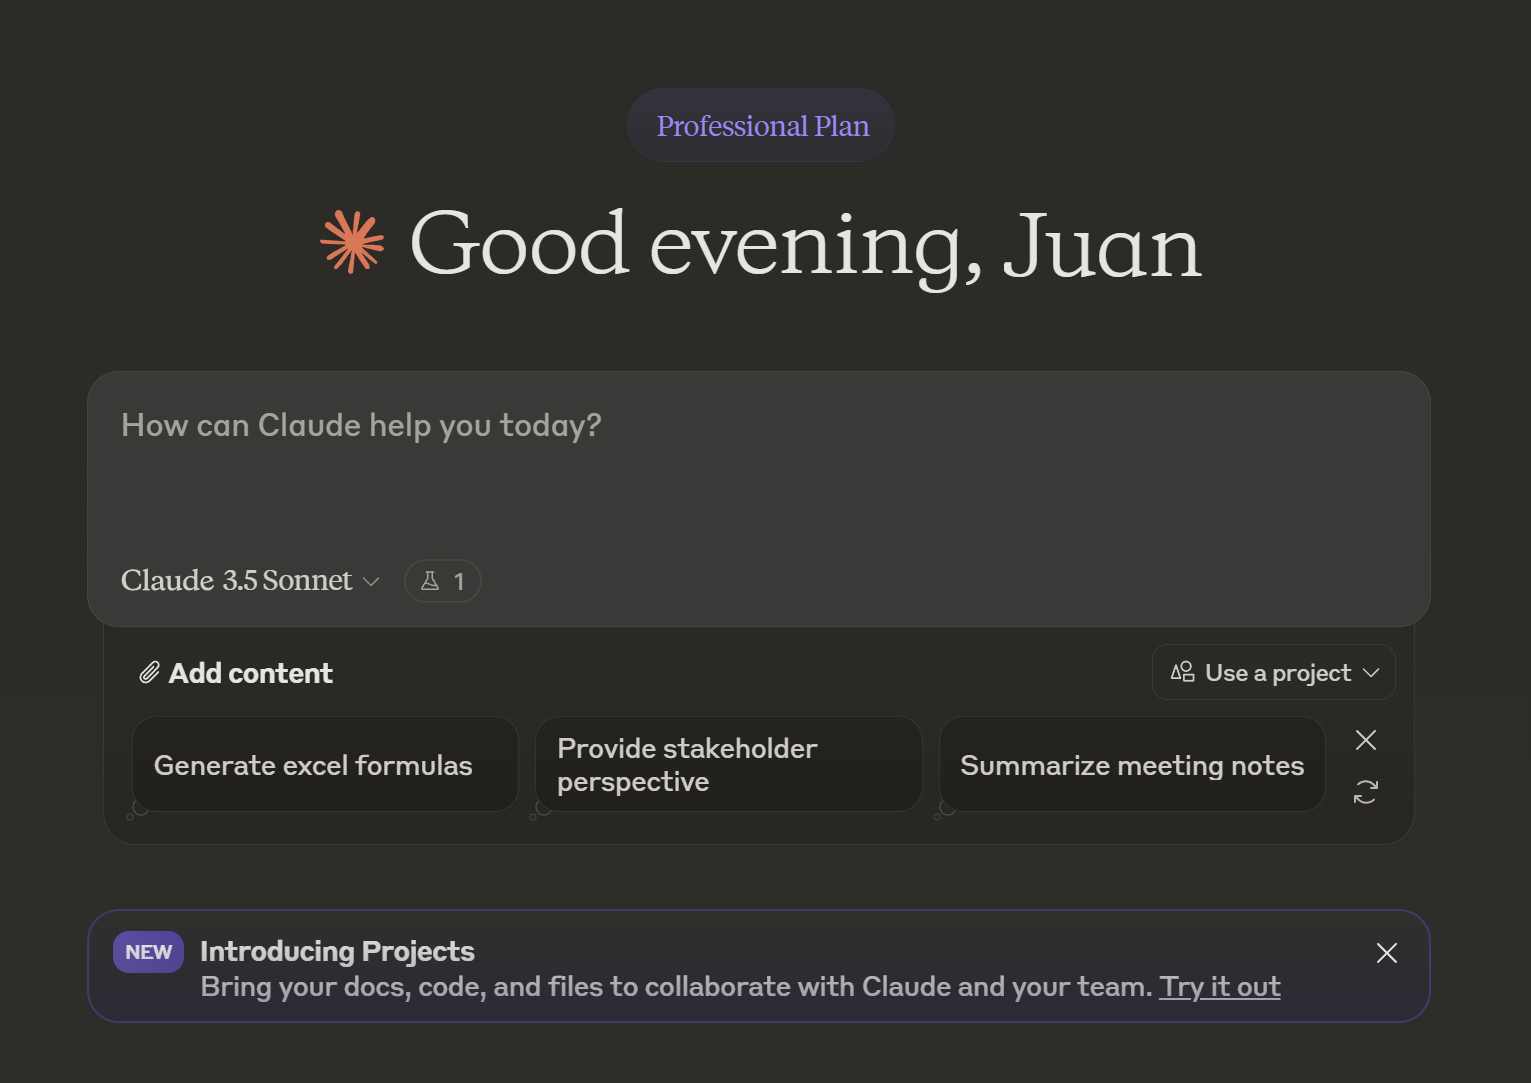 Professional Plan
Good evening, Juan
How can Claude help you today?
Claude 3.5 Sonnet 1
Add content
Use a project
Generate excel formulas
Provide stakeholder
perspective
Summarize meeting notes
NEW
Introducing Projects
Bring your docs, code, and files to collaborate with Claude and your team. Try it out